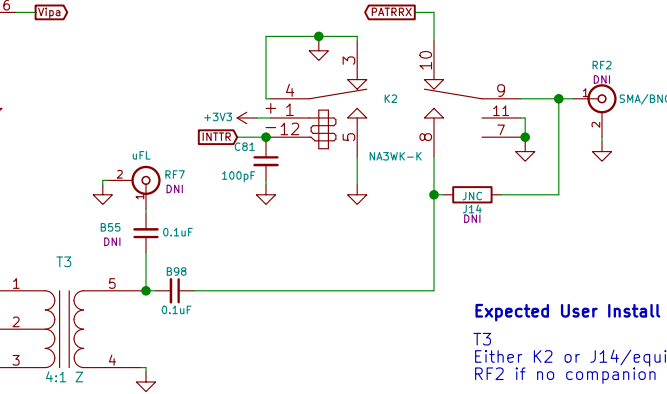 6
Vipa
PATRRX
3
10
RF2
DNI
4
K2
9
1
SMA/BNC
+3V3
+
1
11
2
INTTR
−
12
7
C81
5
8
uFL
NA3WK-K
2
RF7
100pF
DNI
1
JNC
J14
DNI
B55
0.1uF
DNI
T3
B98
1
5
0.1uF
2
3
4
4:1 Z
Expected User Install
T3
Either K2 or J14/equi
RF2 if no companion